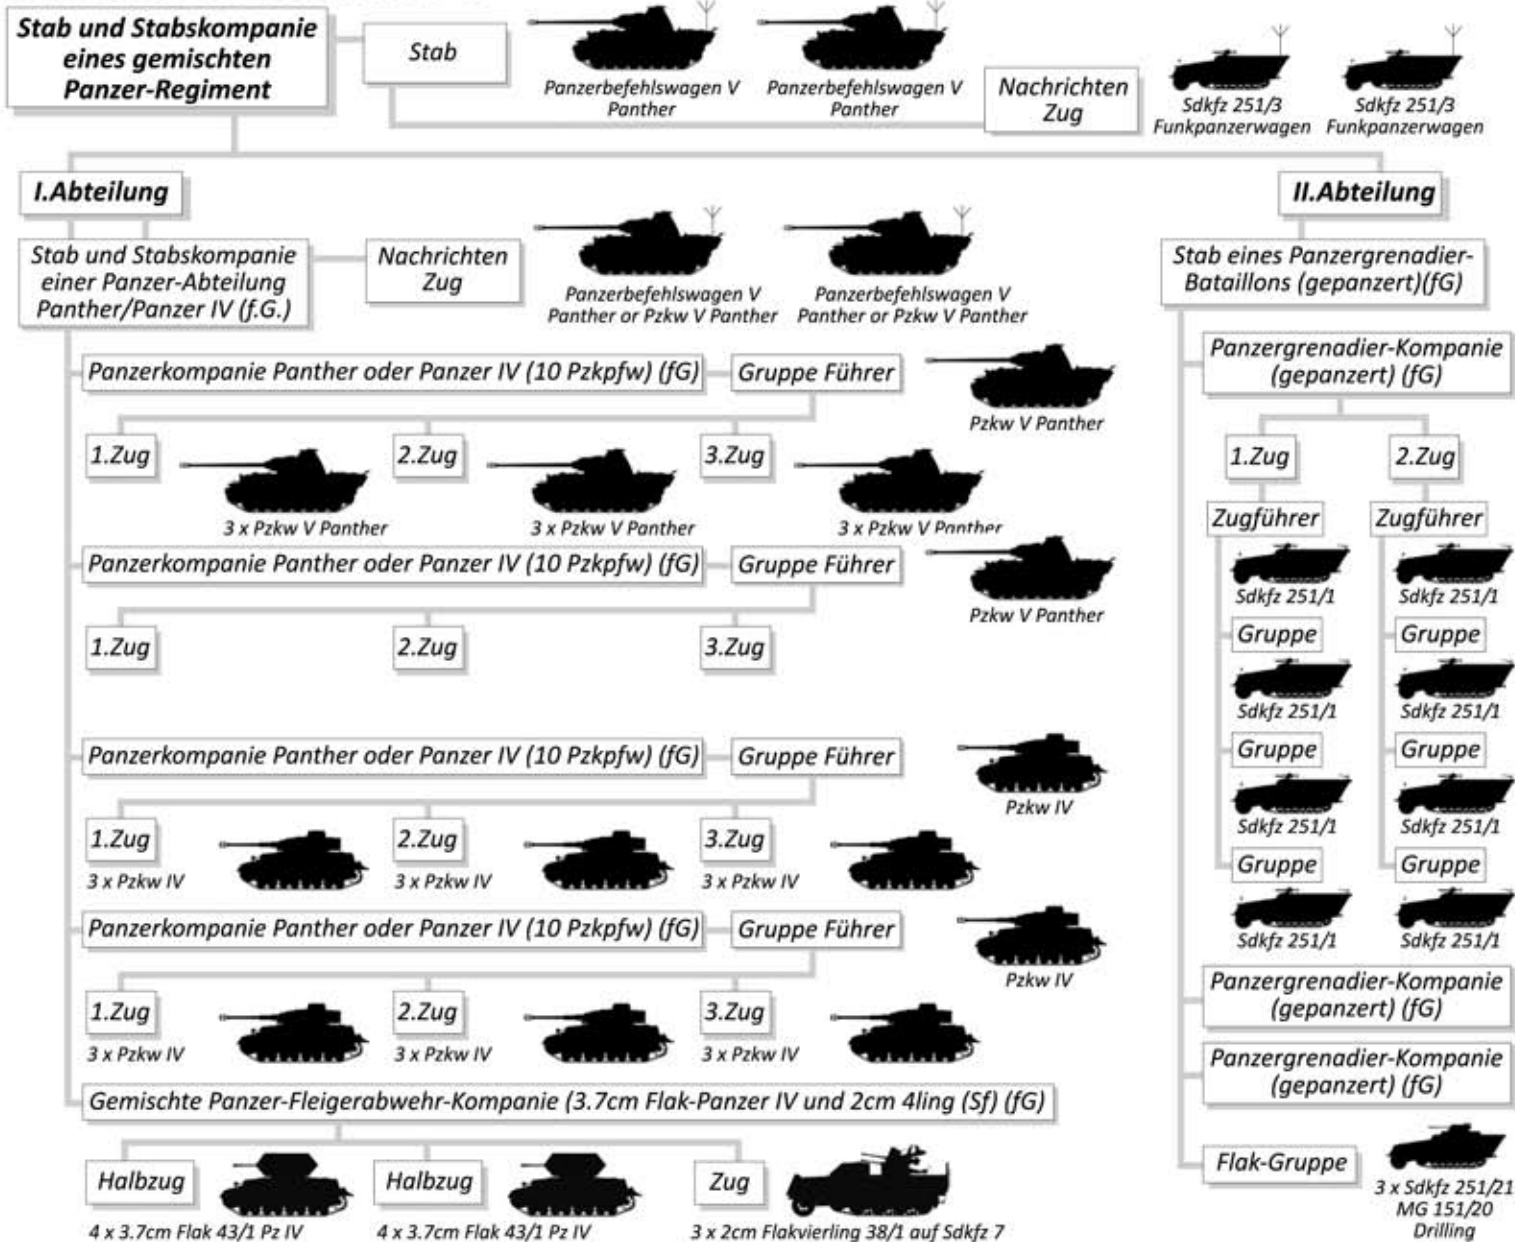 Stab und Stabskompanie
eines gemischten
Panzer-Regiment
Stab
Panzerbefehlswagen V
Panther
Panzerbefehlswagen V
Panther
Nachrichten
Zug
Sdkfz 251/3
Funkpanzerwagen
Sdkfz 251/3
Funkpanzerwagen
I.Abteilung
Stab und Stabskompanie
einer Panzer-Abteilung
Panther/Panzer IV (f.G.)
Nachrichten
Zug
Panzerbefehlswagen V
Panther or Pzkw V Panther
Panzerbefehlswagen V
Panther or Pzkw V Panther
Panzerkompanie Panther oder Panzer IV (10 Pzkpfw) (fG)
Gruppe Führer
Pzkw V Panther
1.Zug
3 x Pzkw V Panther
2.Zug
3 x Pzkw V Panther
3.Zug
3 x Pzkw V Panther
Panzerkompanie Panther oder Panzer IV (10 Pzkpfw) (fG)
Gruppe Führer
Pzkw V Panther
1.Zug
2.Zug
3.Zug
Panzerkompanie Panther oder Panzer IV (10 Pzkpfw) (fG)
Gruppe Führer
Pzkw IV
1.Zug
3 x Pzkw IV
2.Zug
3 x Pzkw IV
3.Zug
3 x Pzkw IV
Panzerkompanie Panther oder Panzer IV (10 Pzkpfw) (fG)
Gruppe Führer
Pzkw IV
1.Zug
3 x Pzkw IV
2.Zug
3 x Pzkw IV
3.Zug
3 x Pzkw IV
Gemischte Panzer-Fleigerabwehr-Kompanie (3.7cm Flak-Panzer IV und 2cm 4ling (Sf) (fG)
Halbzug
4 x 3.7cm Flak 43/1 Pz IV
Halbzug
4 x 3.7cm Flak 43/1 Pz IV
Zug
3 x 2cm Flakvierling 38/1 auf Sdkfz 7
II.Abteilung
Stab eines Panzergrenadier-
Bataillons (gepanzert)(fG)
Panzergrenadier-Kompanie
(gepanzert) (fG)
1.Zug
Zugführer
Sdkfz 251/1
Gruppe
Sdkfz 251/1
Gruppe
Sdkfz 251/1
Gruppe
Sdkfz 251/1
2.Zug
Zugführer
Sdkfz 251/1
Gruppe
Sdkfz 251/1
Gruppe
Sdkfz 251/1
Gruppe
Sdkfz 251/1
Panzergrenadier-Kompanie
(gepanzert) (fG)
Panzergrenadier-Kompanie
(gepanzert) (fG)
Flak-Gruppe
3 x Sdkfz 251/21
MG 151/20
Drilling